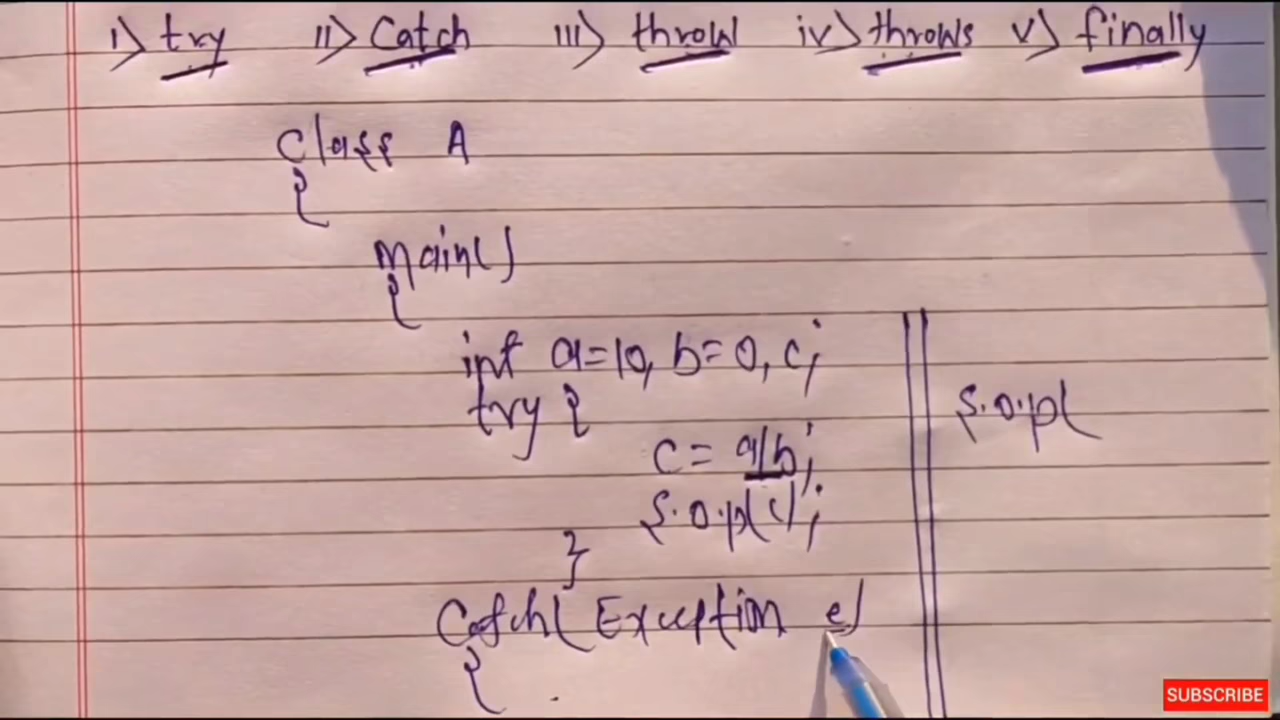 i) try ii) Catch iii) throw iv) throws v) finally
Class A
{
Main()
{
int a=10, b=0, c;
try {
c = a/b;
S.o.p(c);
}
Catch( Exception e)
{
S.o.p(
SUBSCRIBE